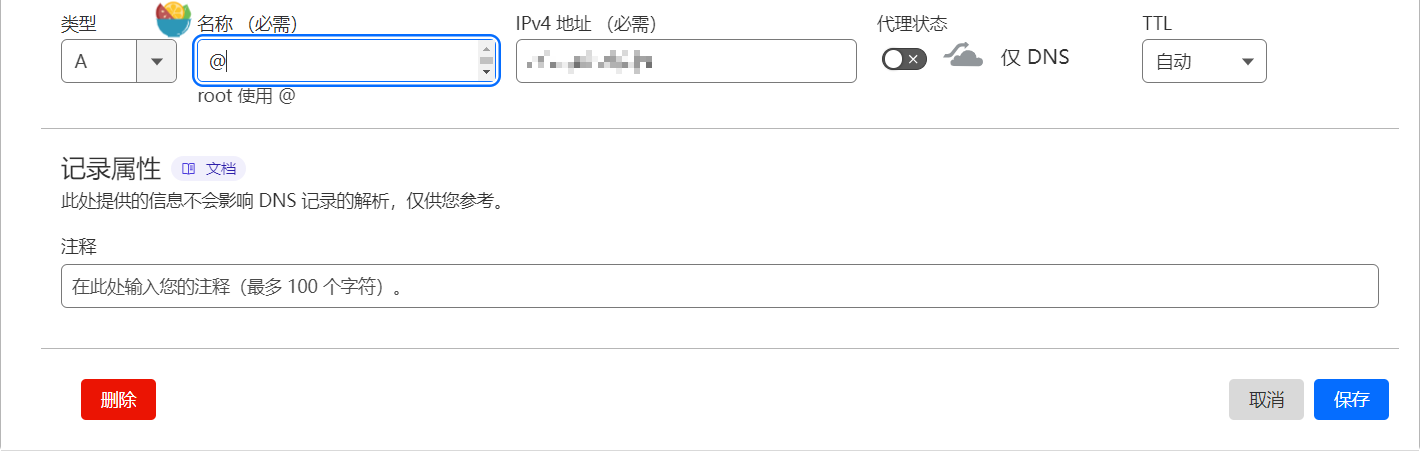 类型
名称 （必需）
IPv4 地址 （必需）
代理状态
TTL
A
@
仅 DNS
自动
root 使用 @
记录属性
文档
此处提供的信息不会影响 DNS 记录的解析，仅供您参考。
注释
在此处输入您的注释（最多 100 个字符）。
删除
取消
保存